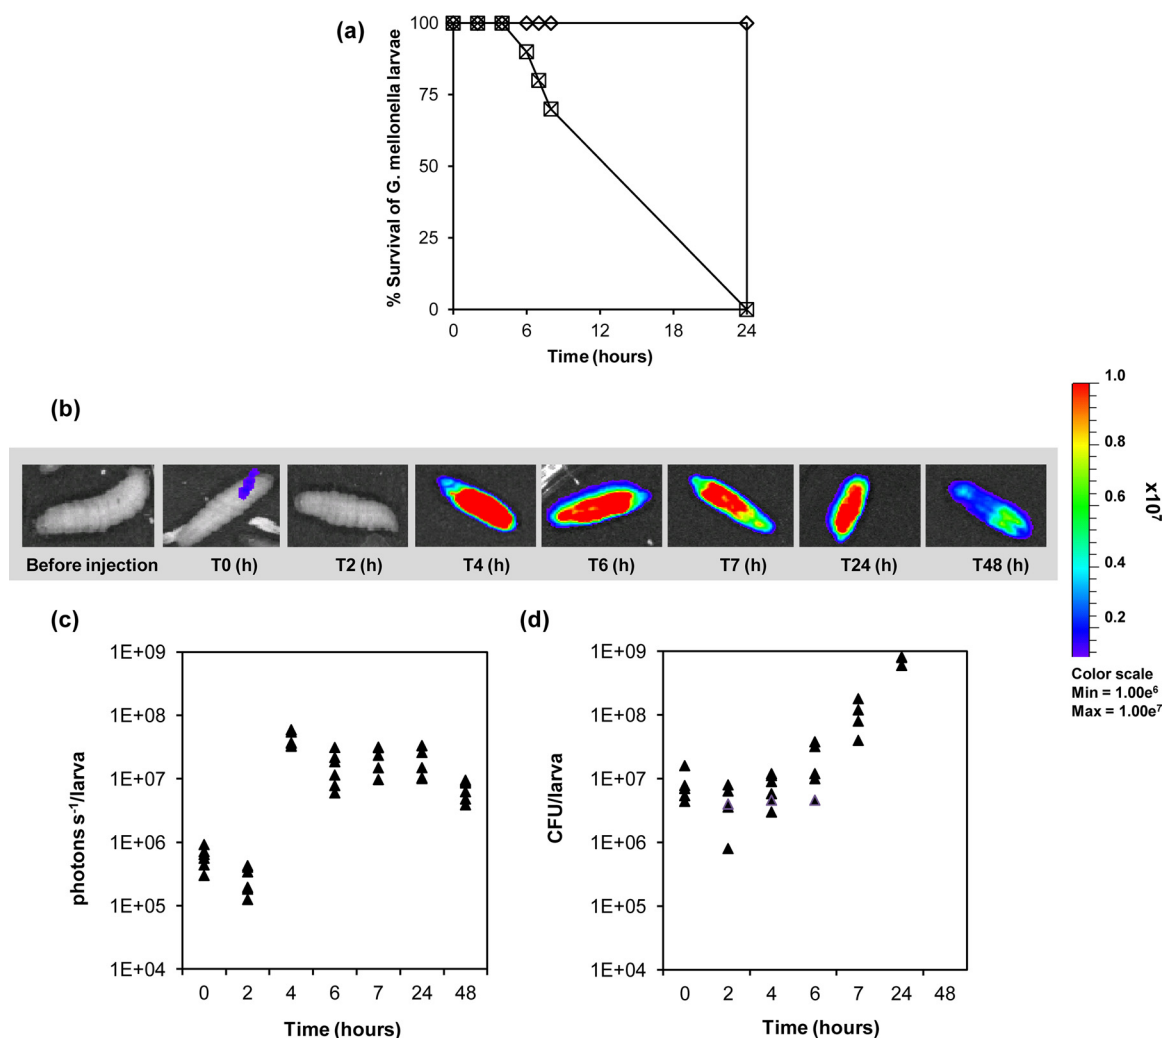 (a)
% Survival of G. mellonella larvae
100
75
50
25
0
0 6 12 18 24
Time (hours)
(b)
Before injection T0 (h) T2 (h) T4 (h) T6 (h) T7 (h) T24 (h) T48 (h)
1.0
0.8
0.6
0.4
0.2
x10⁷
Color scale
Min = 1.00e⁶
Max = 1.00e⁷
(c)
photons s⁻¹/larva
1E+09
1E+08
1E+07
1E+06
1E+05
1E+04
0 2 4 6 7 24 48
Time (hours)
(d)
CFU/larva
1E+09
1E+08
1E+07
1E+06
1E+05
1E+04
0 2 4 6 7 24 48
Time (hours)